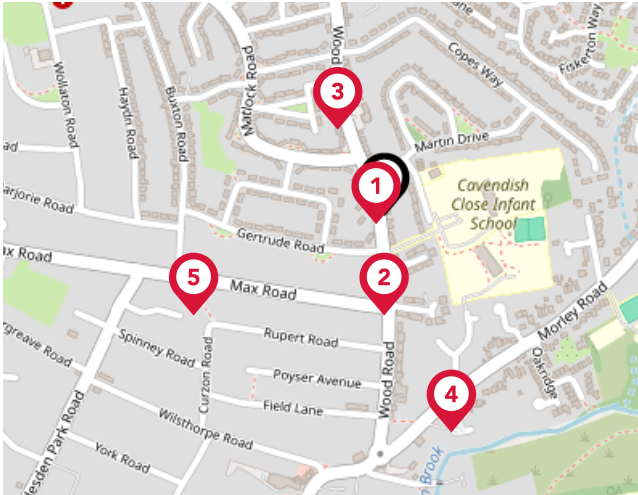 Wood
Copes Way
Fiskerton Way
Wollaton Road
Haydn Road
Buxton Road
Matlock Road
3
Martin Drive
1
Cavendish
Close Infant
School
arjorie Road
Gertrude Road
ax Road
5
Max Road
2
Morley Road
Rupert Road
Spinney Road
rgreave Road
Curzon Road
Poyser Avenue
Wood Road
Oakridge
4
Field Lane
Wilsthorpe Road
York Road
lesden Park Road
Brook